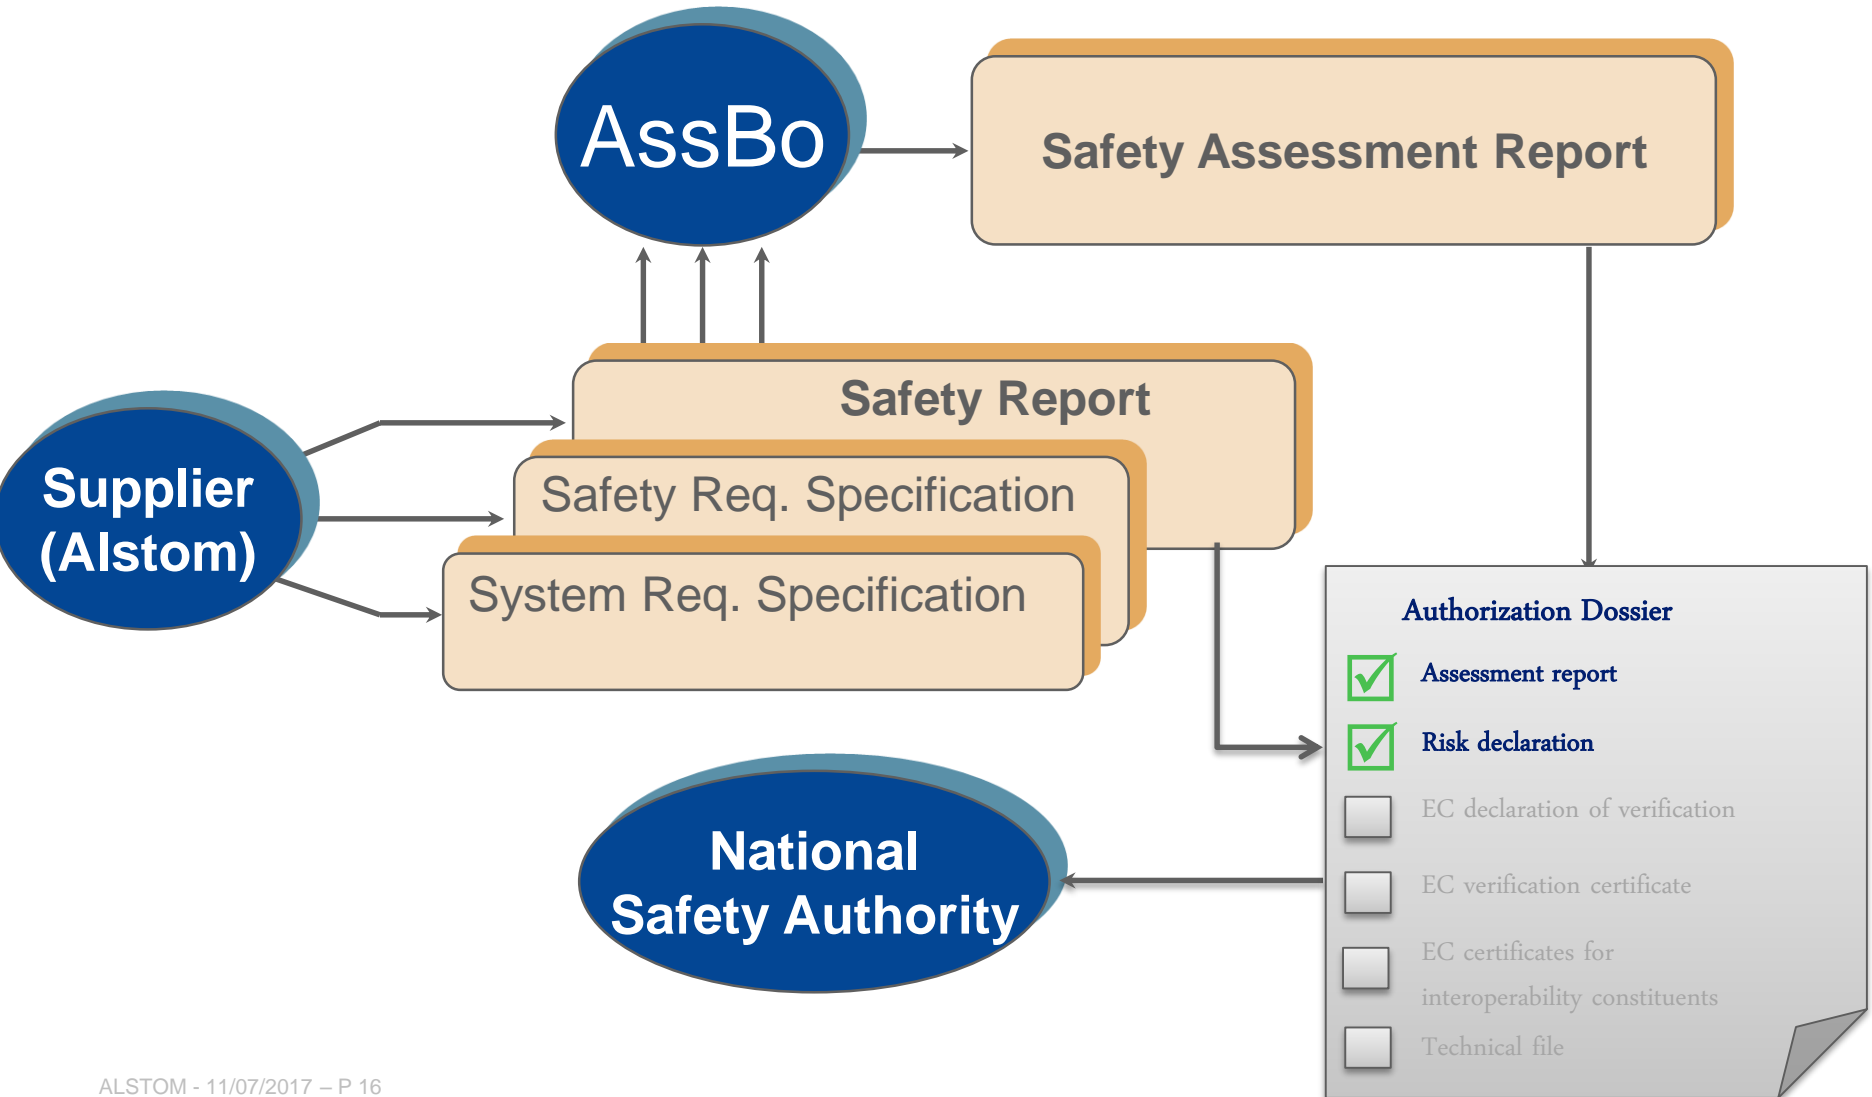 AssBo
Safety Assessment Report
Safety Report
Supplier
(Alstom)
Safety Req. Specification
System Req. Specification
Authorization Dossier
Assessment report
Risk declaration
EC declaration of verification
EC verification certificate
EC certificates for
interoperability constituents
Technical file
National
Safety Authority
ALSTOM - 11/07/2017 – P 16